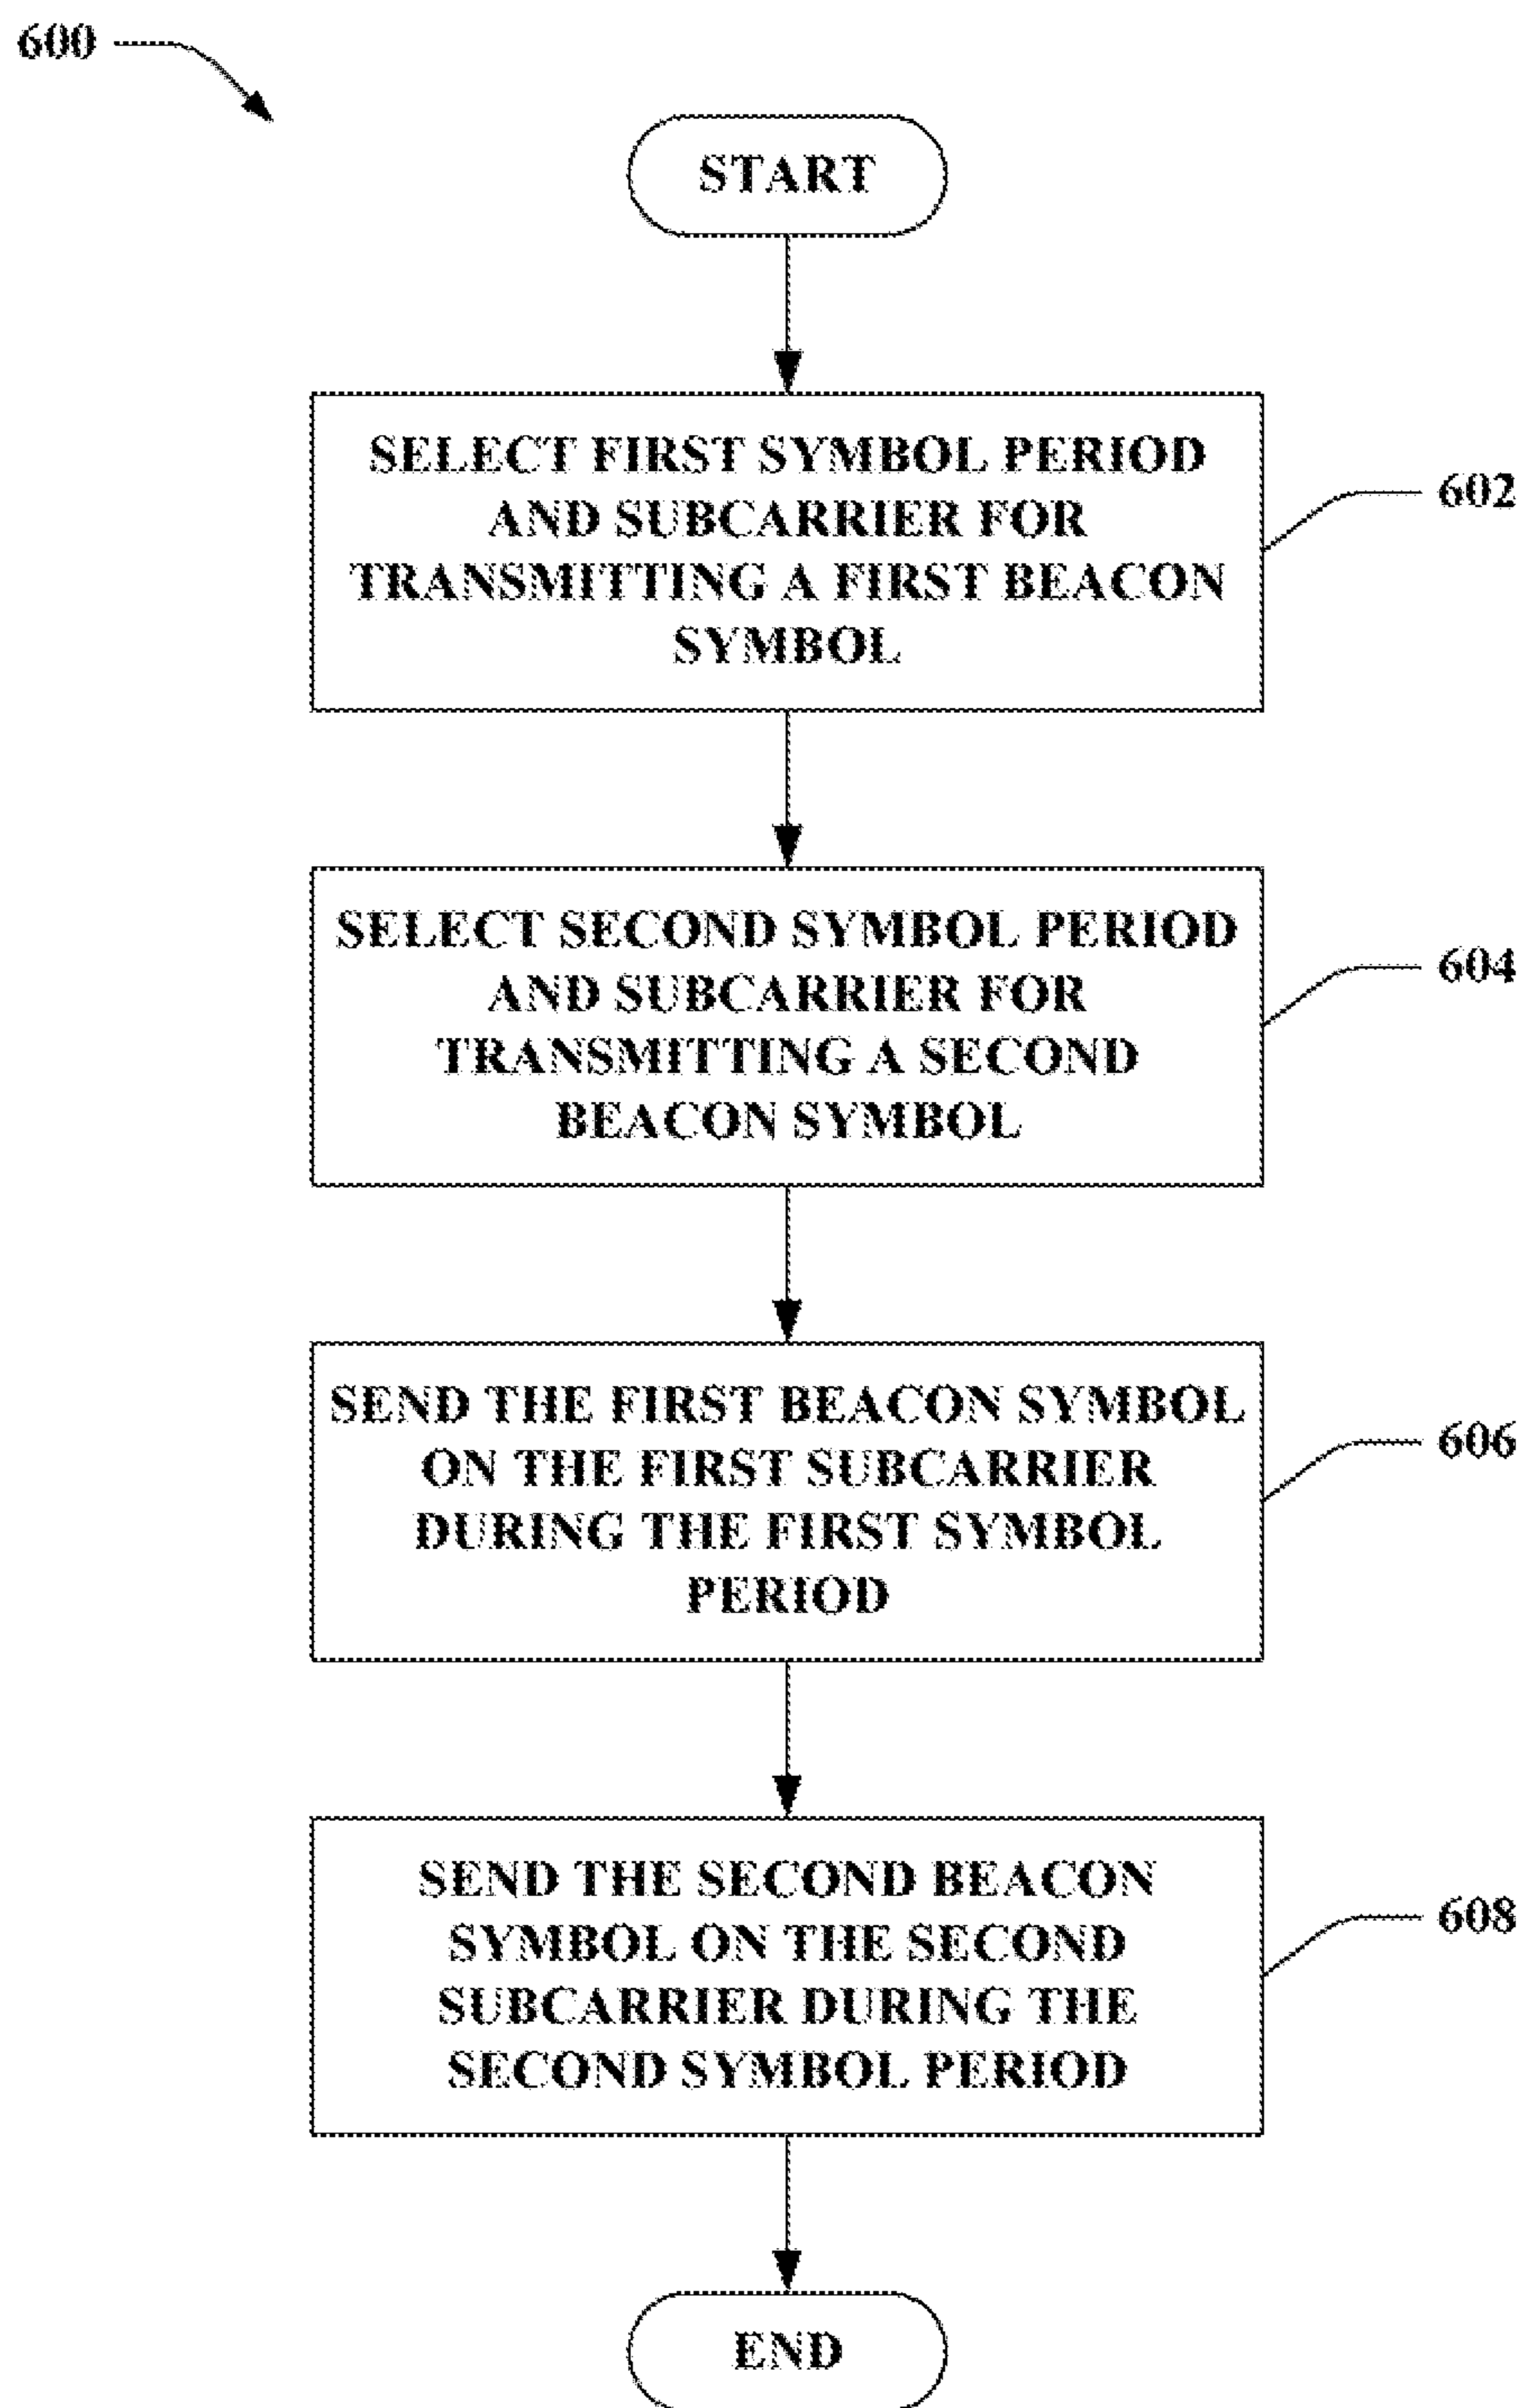 600
START
SELECT FIRST SYMBOL PERIOD
AND SUBCARRIER FOR
TRANSMITTING A FIRST BEACON
SYMBOL
602
SELECT SECOND SYMBOL PERIOD
AND SUBCARRIER FOR
TRANSMITTING A SECOND
BEACON SYMBOL
604
SEND THE FIRST BEACON SYMBOL
ON THE FIRST SUBCARRIER
DURING THE FIRST SYMBOL
PERIOD
606
SEND THE SECOND BEACON
SYMBOL ON THE SECOND
SUBCARRIER DURING THE
SECOND SYMBOL PERIOD
608
END